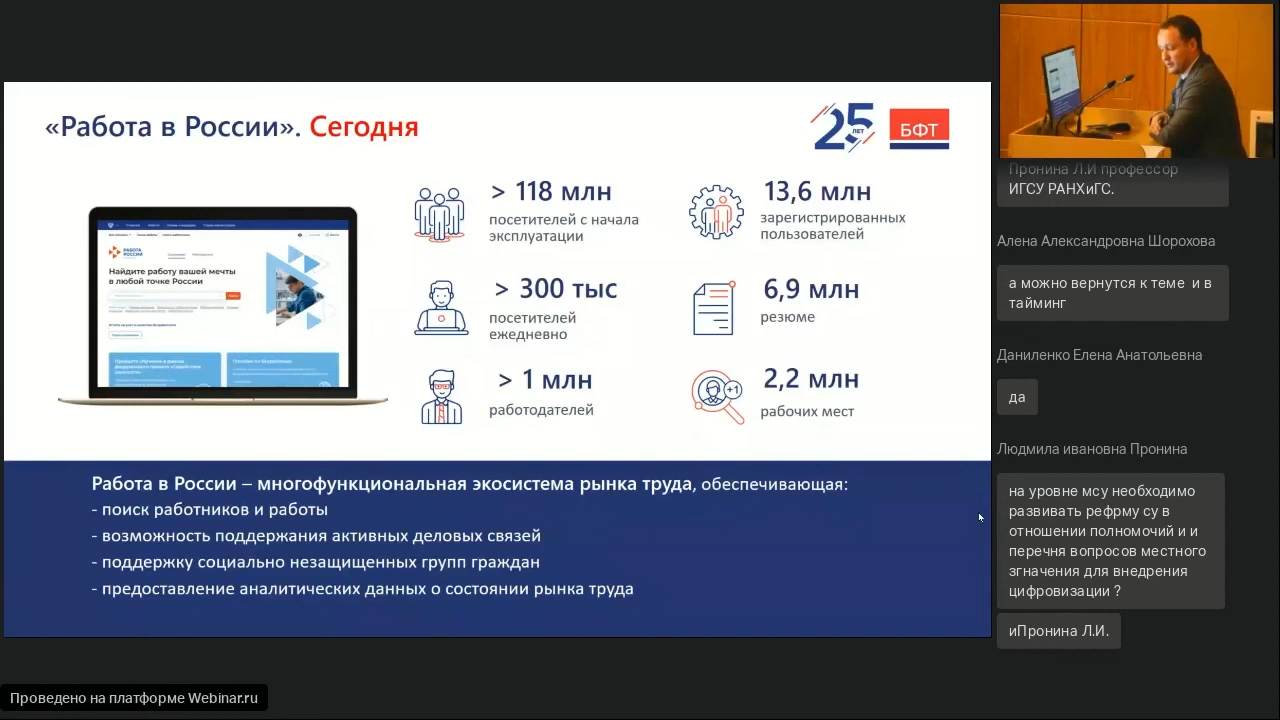 «Работа в России». Сегодня
25 ЛЕТ
БФТ
РАБОТА
РОССИИ
Найдите работу вашей мечты
в любой точке России
> 118 млн
посетителей с начала
эксплуатации
13,6 млн
зарегистрированных
пользователей
> 300 тыс
посетителей
ежедневно
6,9 млн
резюме
> 1 млн
работодателей
+1
2,2 млн
рабочих мест
Работа в России – многофункциональная экосистема рынка труда, обеспечивающая:
- поиск работников и работы
- возможность поддержания активных деловых связей
- поддержку социально незащищенных групп граждан
- предоставление аналитических данных о состоянии рынка труда
Пронина Л.И профессор
ИГСУ РАНХиГС.
Алена Александровна Шорохова
а можно вернутся к теме и в
тайминг
Даниленко Елена Анатольевна
да
Людмила ивановна Пронина
на уровне мсу необходимо
развивать рефрму су в
отношении полномочий и и
перечня вопросов местного
згначения для внедрения
цифровизации ?
иПронина Л.И.
Проведено на платформе Webinar.ru